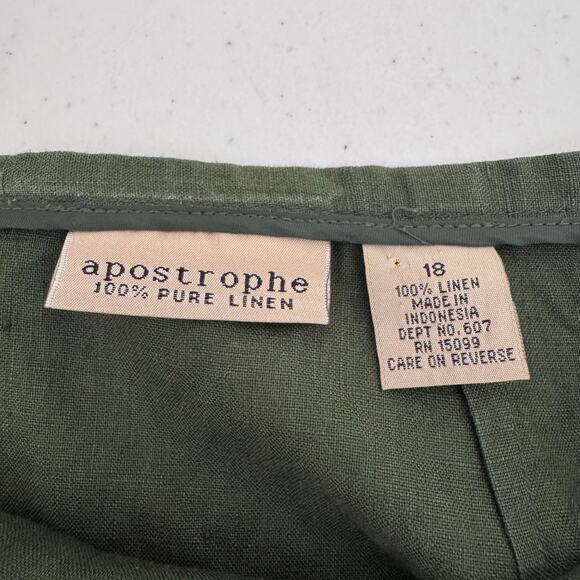 apostrophe
100% PURE LINEN
18
100% LINEN
MADE IN
INDONESIA
DEPT NO. 607
RN 15099
CARE ON REVERSE